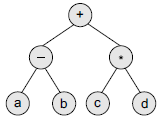 +
– *
a b c d